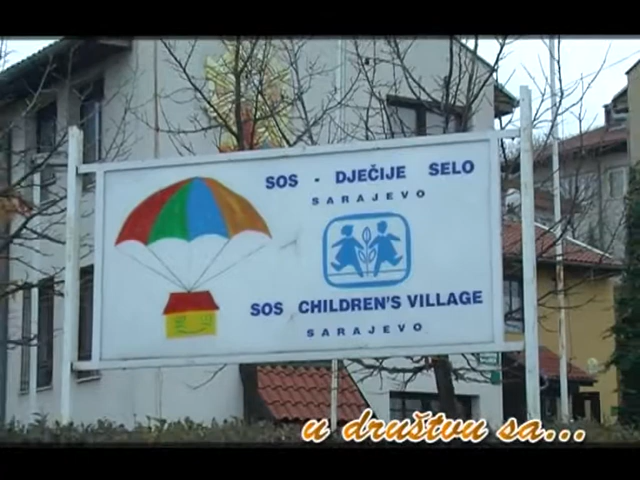 SOS - DJEČIJE SELO
SARAJEVO
SOS CHILDREN'S VILLAGE
SARAJEVO
u društvu sa...